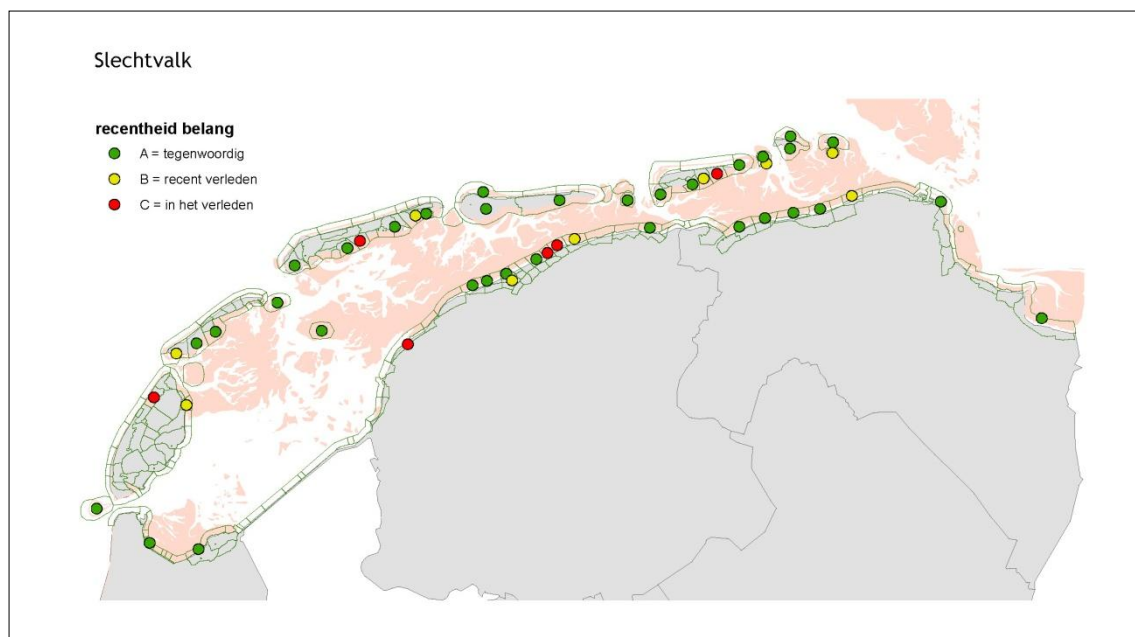 Slechtvalk
recentheid belang
A = tegenwoordig
B = recent verleden
C = in het verleden